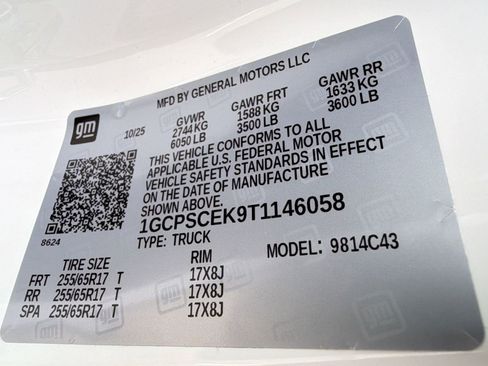 MFD BY GENERAL MOTORS LLC
gm
10/25 GVWR GAWR FRT GAWR RR
2744 KG 1588 KG 1633 KG
6050 LB 3500 LB 3600 LB
THIS VEHICLE CONFORMS TO ALL
APPLICABLE U.S. FEDERAL MOTOR
VEHICLE SAFETY STANDARDS IN EFFECT
ON THE DATE OF MANUFACTURE
SHOWN ABOVE.
1GCPSCEK9T1146058
8624
TYPE: TRUCK MODEL: 9814C43
TIRE SIZE RIM
FRT 255/65R17 T 17X8J
RR 255/65R17 T 17X8J
SPA 255/65R17 T 17X8J